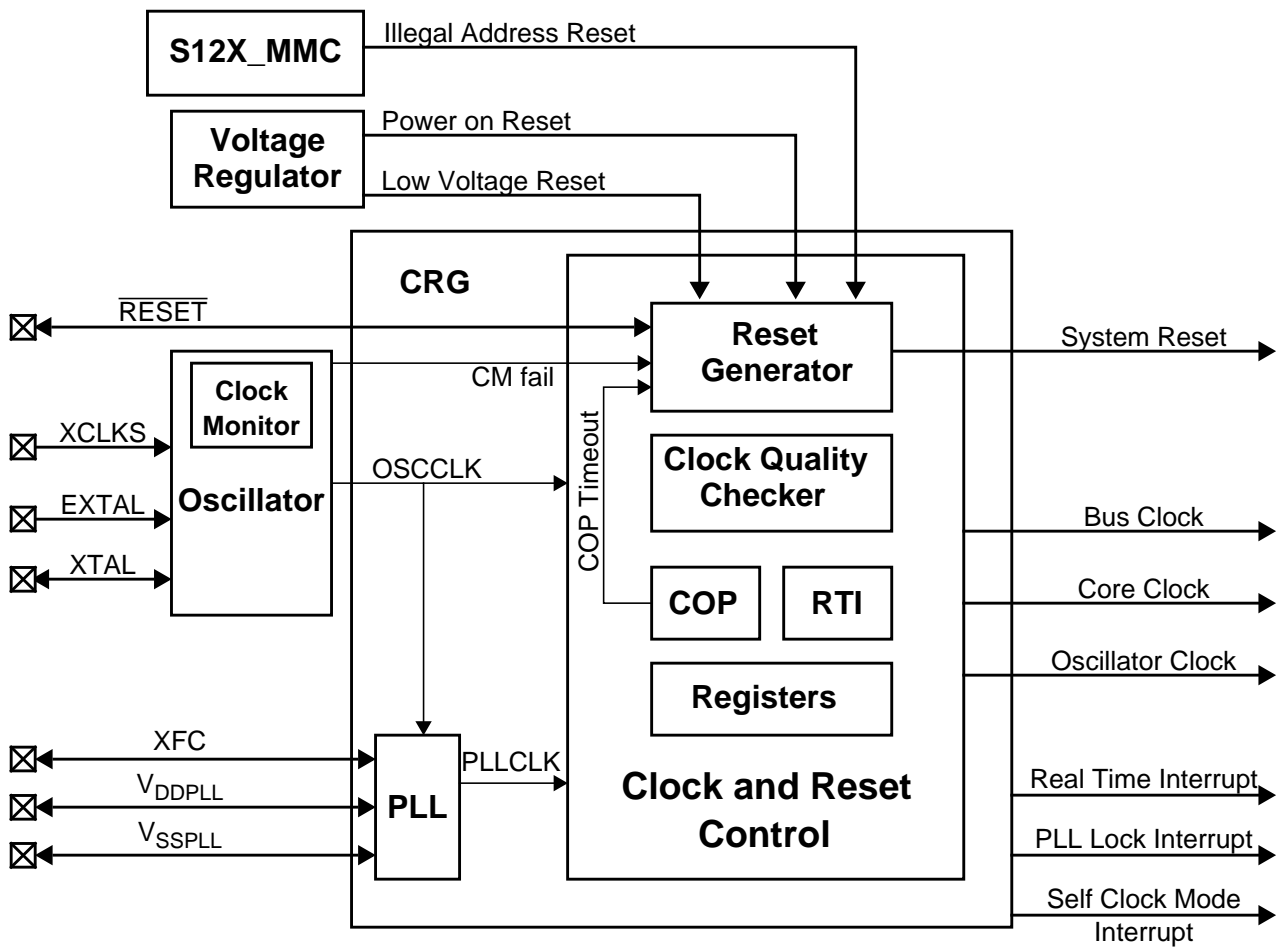 S12X_MMC
Illegal Address Reset
Voltage
Regulator
Power on Reset
Low Voltage Reset
CRG
RESET
Reset
Generator
System Reset
CM fail
Clock
Monitor
XCLKS
OSCCLK
Oscillator
EXTAL
XTAL
COP Timeout
Clock Quality
Checker
Bus Clock
COP
RTI
Core Clock
Oscillator Clock
Registers
XFC
VDDPLL
VSSPLL
PLL
PLLCLK
Clock and Reset
Control
Real Time Interrupt
PLL Lock Interrupt
Self Clock Mode
Interrupt